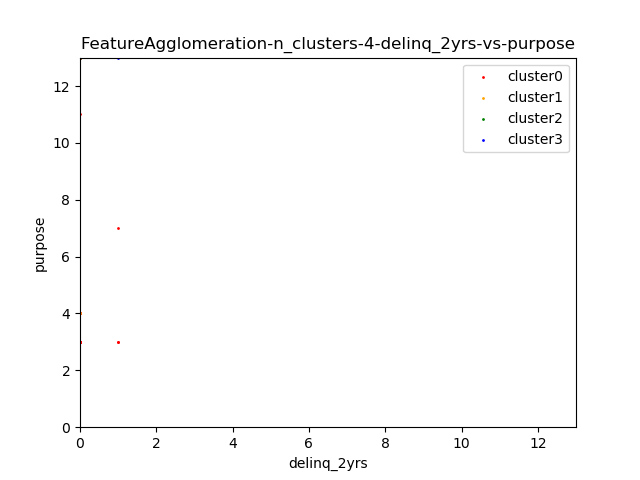 FeatureAgglomeration-n_clusters-4-delinq_2yrs-vs-purpose
cluster0
cluster1
cluster2
cluster3
12
10
8
6
4
2
0
purpose
0 2 4 6 8 10 12
delinq_2yrs